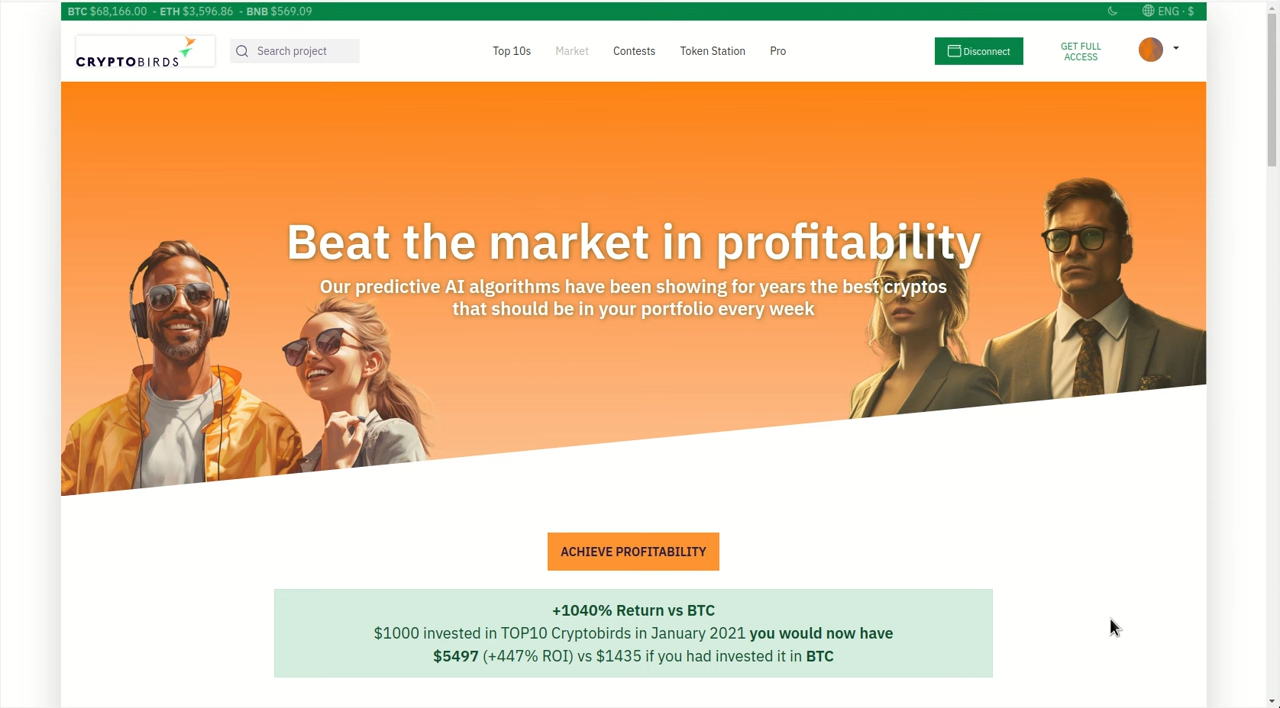 BTC $68,166.00 - ETH $3,596.86 - BNB $569.09
ENG · $
CRYPTOBIRDS
Search project
Top 10s
Market
Contests
Token Station
Pro
Disconnect
GET FULL
ACCESS
Beat the market in profitability
Our predictive AI algorithms have been showing for years the best cryptos
that should be in your portfolio every week
ACHIEVE PROFITABILITY
+1040% Return vs BTC
$1000 invested in TOP10 Cryptobirds in January 2021 you would now have
$5497 (+447% ROI) vs $1435 if you had invested it in BTC